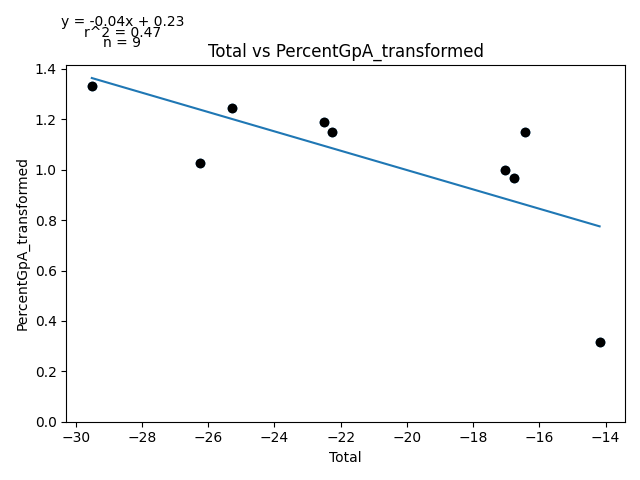 y = -0.04x + 0.23
r^2 = 0.47
n = 9
Total vs PercentGpA_transformed
1.4
1.2
1.0
0.8
0.6
0.4
0.2
0.0
PercentGpA_transformed
−30
−28
−26
−24
−22
−20
−18
−16
−14
Total